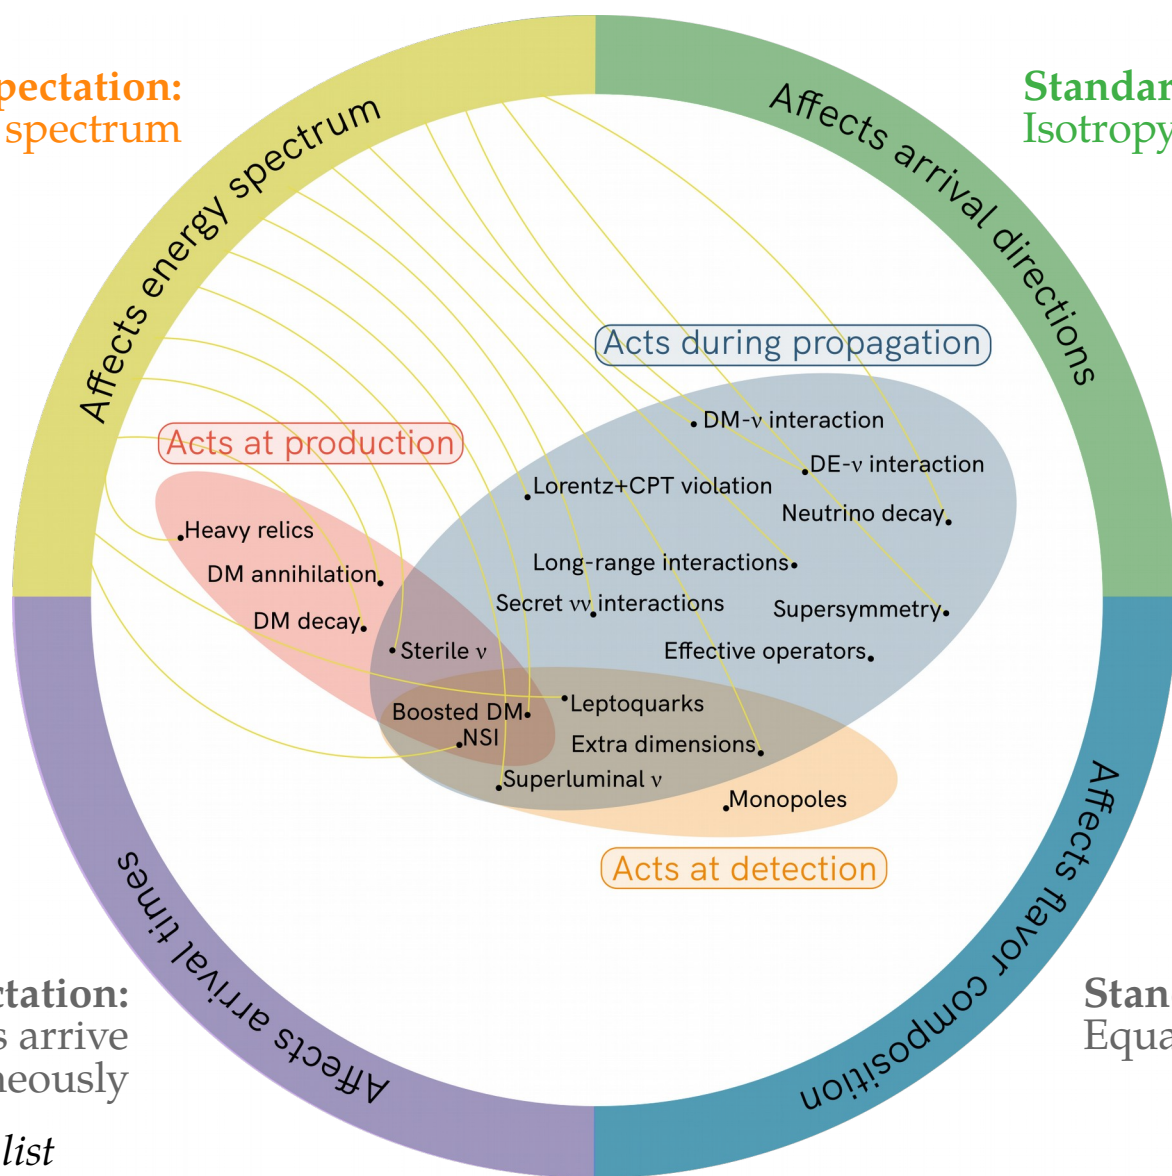 pectation:
spectrum
Standar
Isotropy
Affects energy spectrum
Affects arrival directions
Acts during propagation
DM-ν interaction
Acts at production
DE-ν interaction
Lorentz+CPT violation
Neutrino decay
Heavy relics
Long-range interactions
DM annihilation
Secret νν interactions
Supersymmetry
DM decay
Sterile ν
Effective operators
Leptoquarks
Boosted DM
NSI
Extra dimensions
Superluminal ν
Monopoles
Acts at detection
Affects arrival times
Affects flavor composition
ctation:
s arrive
neously
Stan
Equa
list